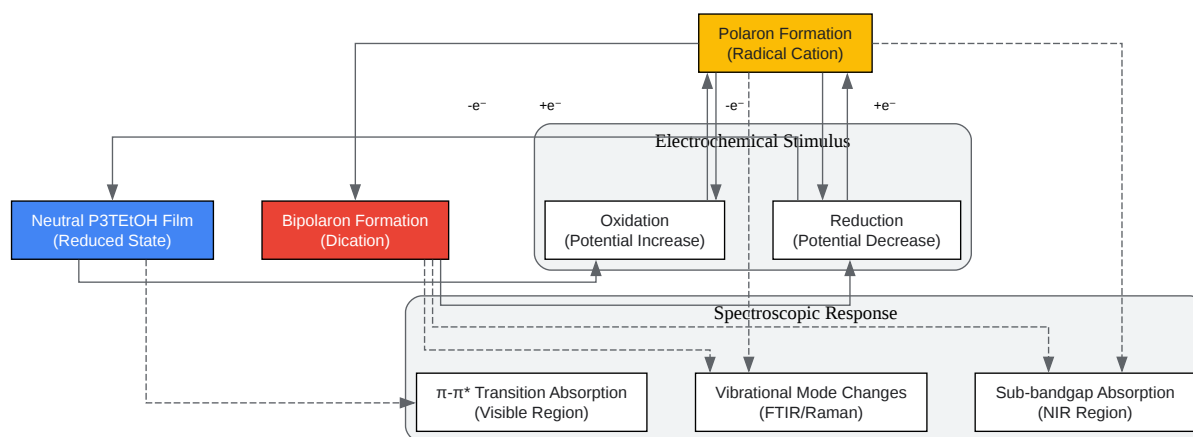 Polaron Formation
(Radical Cation)
-e⁻
+e⁻
-e⁻
+e⁻
Electrochemical Stimulus
Neutral P3TEtOH Film
(Reduced State)
Bipolaron Formation
(Dication)
Oxidation
(Potential Increase)
Reduction
(Potential Decrease)
Spectroscopic Response
π-π* Transition Absorption
(Visible Region)
Vibrational Mode Changes
(FTIR/Raman)
Sub-bandgap Absorption
(NIR Region)